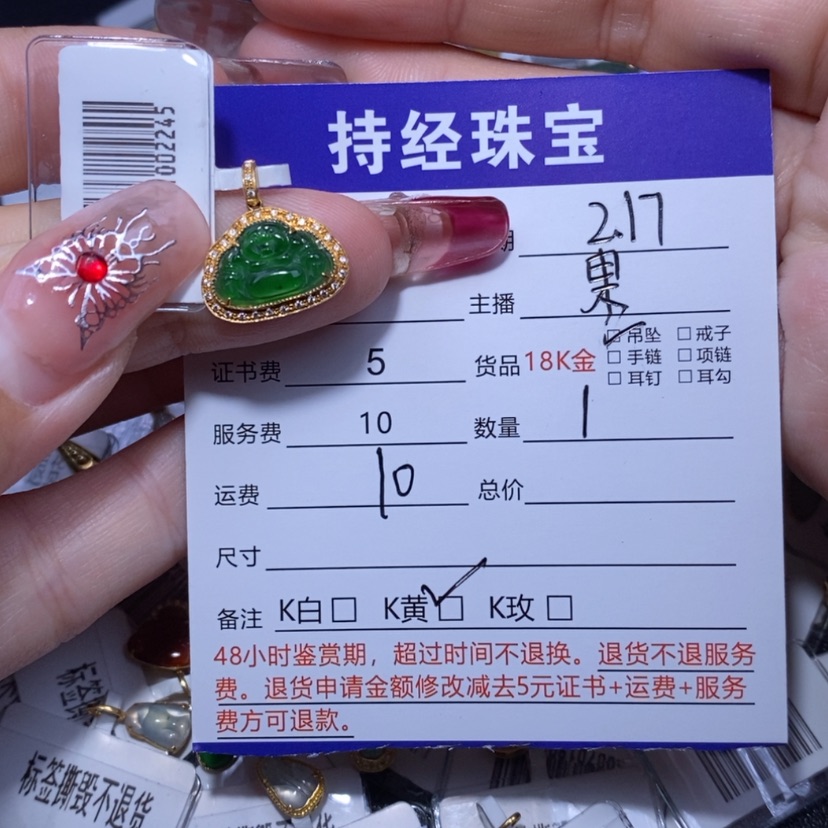 持经珠宝
002245
期 2.17
主播
证书费 5 货品 18K金 ☑吊坠 □戒子
□手链 □项链
□耳钉 □耳勾
服务费 10 数量 1
运费 10 总价
尺寸
备注 K白□ K黄☑ K玫□
48小时鉴赏期，超过时间不退换。退货不退服务
费。退货申请金额修改减去5元证书+运费+服务
费方可退款。
标签撕毁不退货